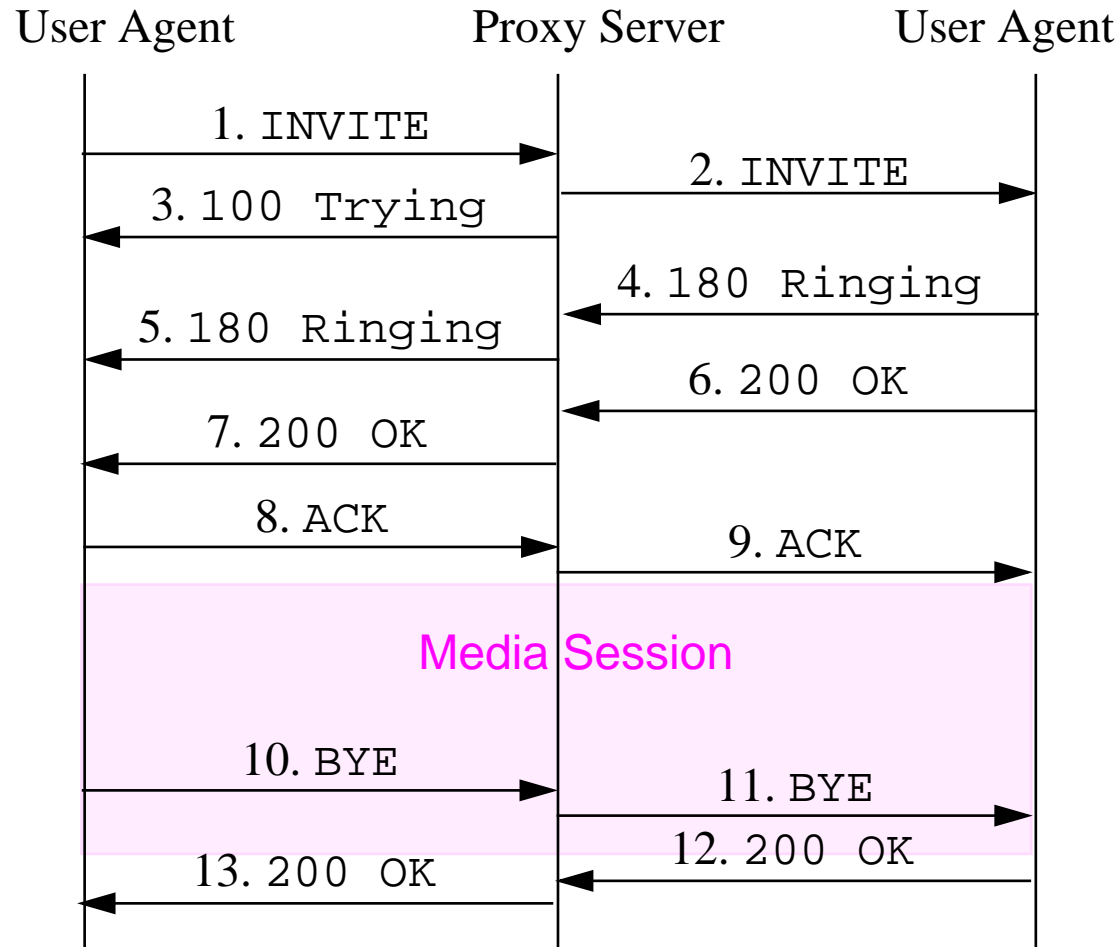 User Agent Proxy Server User Agent
1. INVITE
2. INVITE
3. 100 Trying
4. 180 Ringing
5. 180 Ringing
6. 200 OK
7. 200 OK
8. ACK
9. ACK
Media Session
10. BYE
11. BYE
12. 200 OK
13. 200 OK